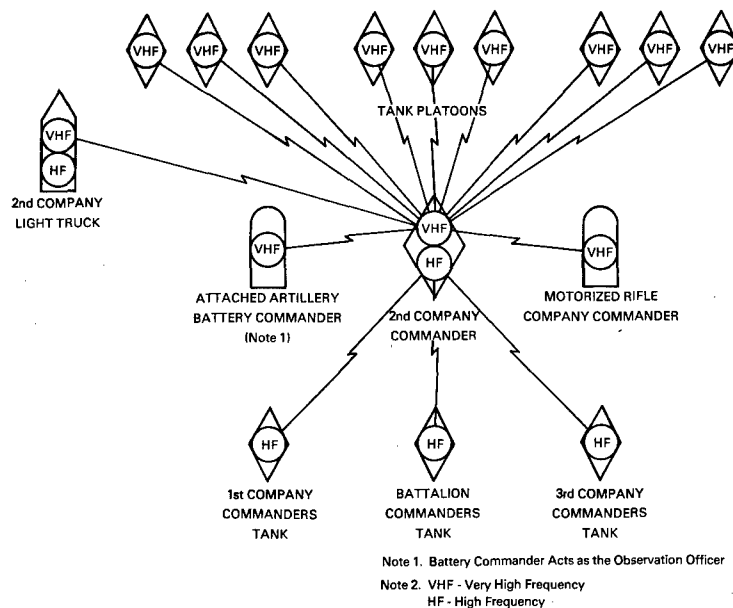 VHF VHF VHF VHF VHF VHF VHF VHF VHF
TANK PLATOONS
VHF
HF
2nd COMPANY
LIGHT TRUCK
VHF
ATTACHED ARTILLERY
BATTERY COMMANDER
(Note 1)
VHF
HF
2nd COMPANY
COMMANDER
VHF
MOTORIZED RIFLE
COMPANY COMMANDER
HF
1st COMPANY
COMMANDERS
TANK
HF
BATTALION
COMMANDERS
TANK
HF
3rd COMPANY
COMMANDERS
TANK
Note 1. Battery Commander Acts as the Observation Officer
Note 2. VHF - Very High Frequency
HF - High Frequency